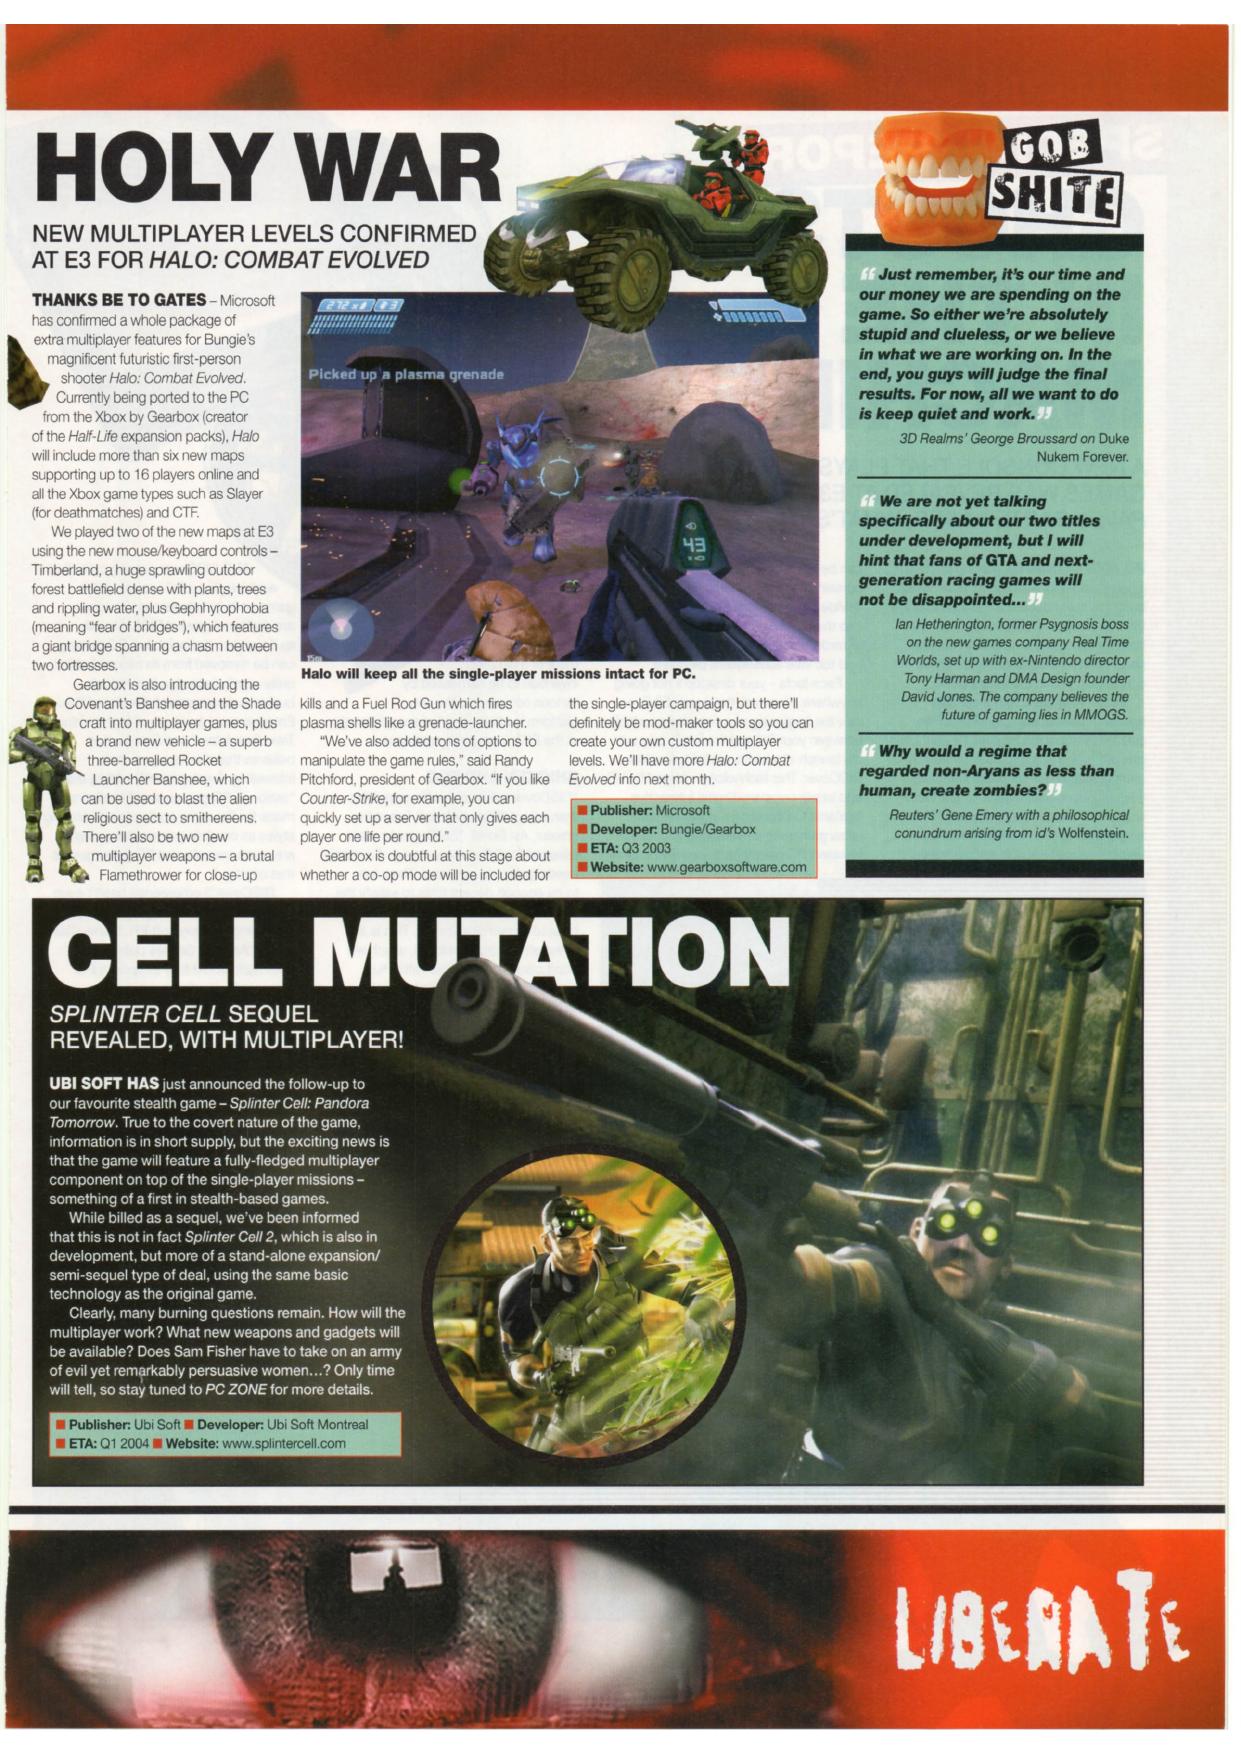 HOLY WAR
NEW MULTIPLAYER LEVELS CONFIRMED
AT E3 FOR HALO: COMBAT EVOLVED
THANKS BE TO GATES – Microsoft
has confirmed a whole package of
extra multiplayer features for Bungie's
magnificent futuristic first-person
shooter Halo: Combat Evolved.
Currently being ported to the PC
from the Xbox by Gearbox (creator
of the Half-Life expansion packs), Halo
will include more than six new maps
supporting up to 16 players online and
all the Xbox game types such as Slayer
(for deathmatches) and CTF.
We played two of the new maps at E3
using the new mouse/keyboard controls –
Timberland, a huge sprawling outdoor
forest battlefield dense with plants, trees
and rippling water, plus Gephhyrophobia
(meaning "fear of bridges"), which features
a giant bridge spanning a chasm between
two fortresses.
Gearbox is also introducing the
Covenant's Banshee and the Shade
craft into multiplayer games, plus
a brand new vehicle – a superb
three-barrelled Rocket
Launcher Banshee, which
can be used to blast the alien
religious sect to smithereens.
There'll also be two new
multiplayer weapons – a brutal
Flamethrower for close-up
272x8
Picked up a plasma grenade
43
15m
Halo will keep all the single-player missions intact for PC.
kills and a Fuel Rod Gun which fires
plasma shells like a grenade-launcher.
"We've also added tons of options to
manipulate the game rules," said Randy
Pitchford, president of Gearbox. "If you like
Counter-Strike, for example, you can
quickly set up a server that only gives each
player one life per round."
Gearbox is doubtful at this stage about
whether a co-op mode will be included for
the single-player campaign, but there'll
definitely be mod-maker tools so you can
create your own custom multiplayer
levels. We'll have more Halo: Combat
Evolved info next month.
■ Publisher: Microsoft
■ Developer: Bungie/Gearbox
■ ETA: Q3 2003
■ Website: www.gearboxsoftware.com
GOB
SHITE
"Just remember, it's our time and
our money we are spending on the
game. So either we're absolutely
stupid and clueless, or we believe
in what we are working on. In the
end, you guys will judge the final
results. For now, all we want to do
is keep quiet and work."
3D Realms' George Broussard on Duke
Nukem Forever.
"We are not yet talking
specifically about our two titles
under development, but I will
hint that fans of GTA and next-
generation racing games will
not be disappointed..."
Ian Hetherington, former Psygnosis boss
on the new games company Real Time
Worlds, set up with ex-Nintendo director
Tony Harman and DMA Design founder
David Jones. The company believes the
future of gaming lies in MMOGS.
"Why would a regime that
regarded non-Aryans as less than
human, create zombies?"
Reuters' Gene Emery with a philosophical
conundrum arising from id's Wolfenstein.
CELL MUTATION
SPLINTER CELL SEQUEL
REVEALED, WITH MULTIPLAYER!
UBI SOFT HAS just announced the follow-up to
our favourite stealth game – Splinter Cell: Pandora
Tomorrow. True to the covert nature of the game,
information is in short supply, but the exciting news is
that the game will feature a fully-fledged multiplayer
component on top of the single-player missions –
something of a first in stealth-based games.
While billed as a sequel, we've been informed
that this is not in fact Splinter Cell 2, which is also in
development, but more of a stand-alone expansion/
semi-sequel type of deal, using the same basic
technology as the original game.
Clearly, many burning questions remain. How will the
multiplayer work? What new weapons and gadgets will
be available? Does Sam Fisher have to take on an army
of evil yet remarkably persuasive women...? Only time
will tell, so stay tuned to PC ZONE for more details.
■ Publisher: Ubi Soft ■ Developer: Ubi Soft Montreal
■ ETA: Q1 2004 ■ Website: www.splintercell.com
LIBERATE